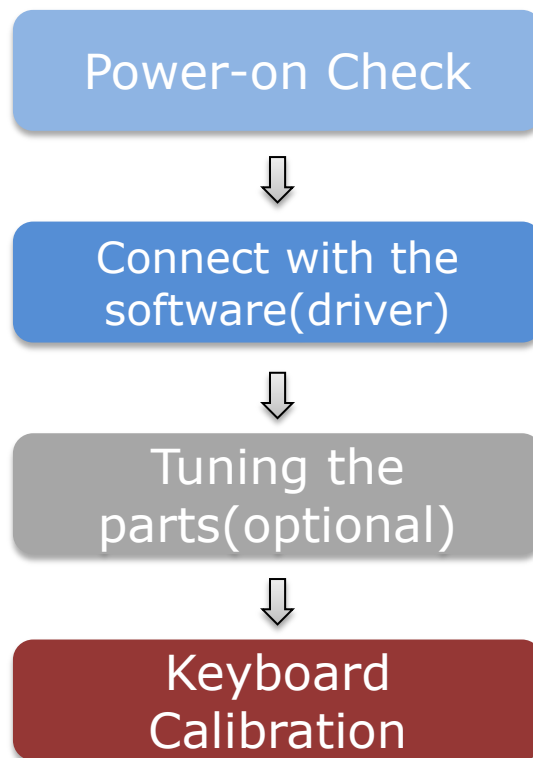 Power-on Check
Connect with the
software(driver)
Tuning the
parts(optional)
Keyboard
Calibration